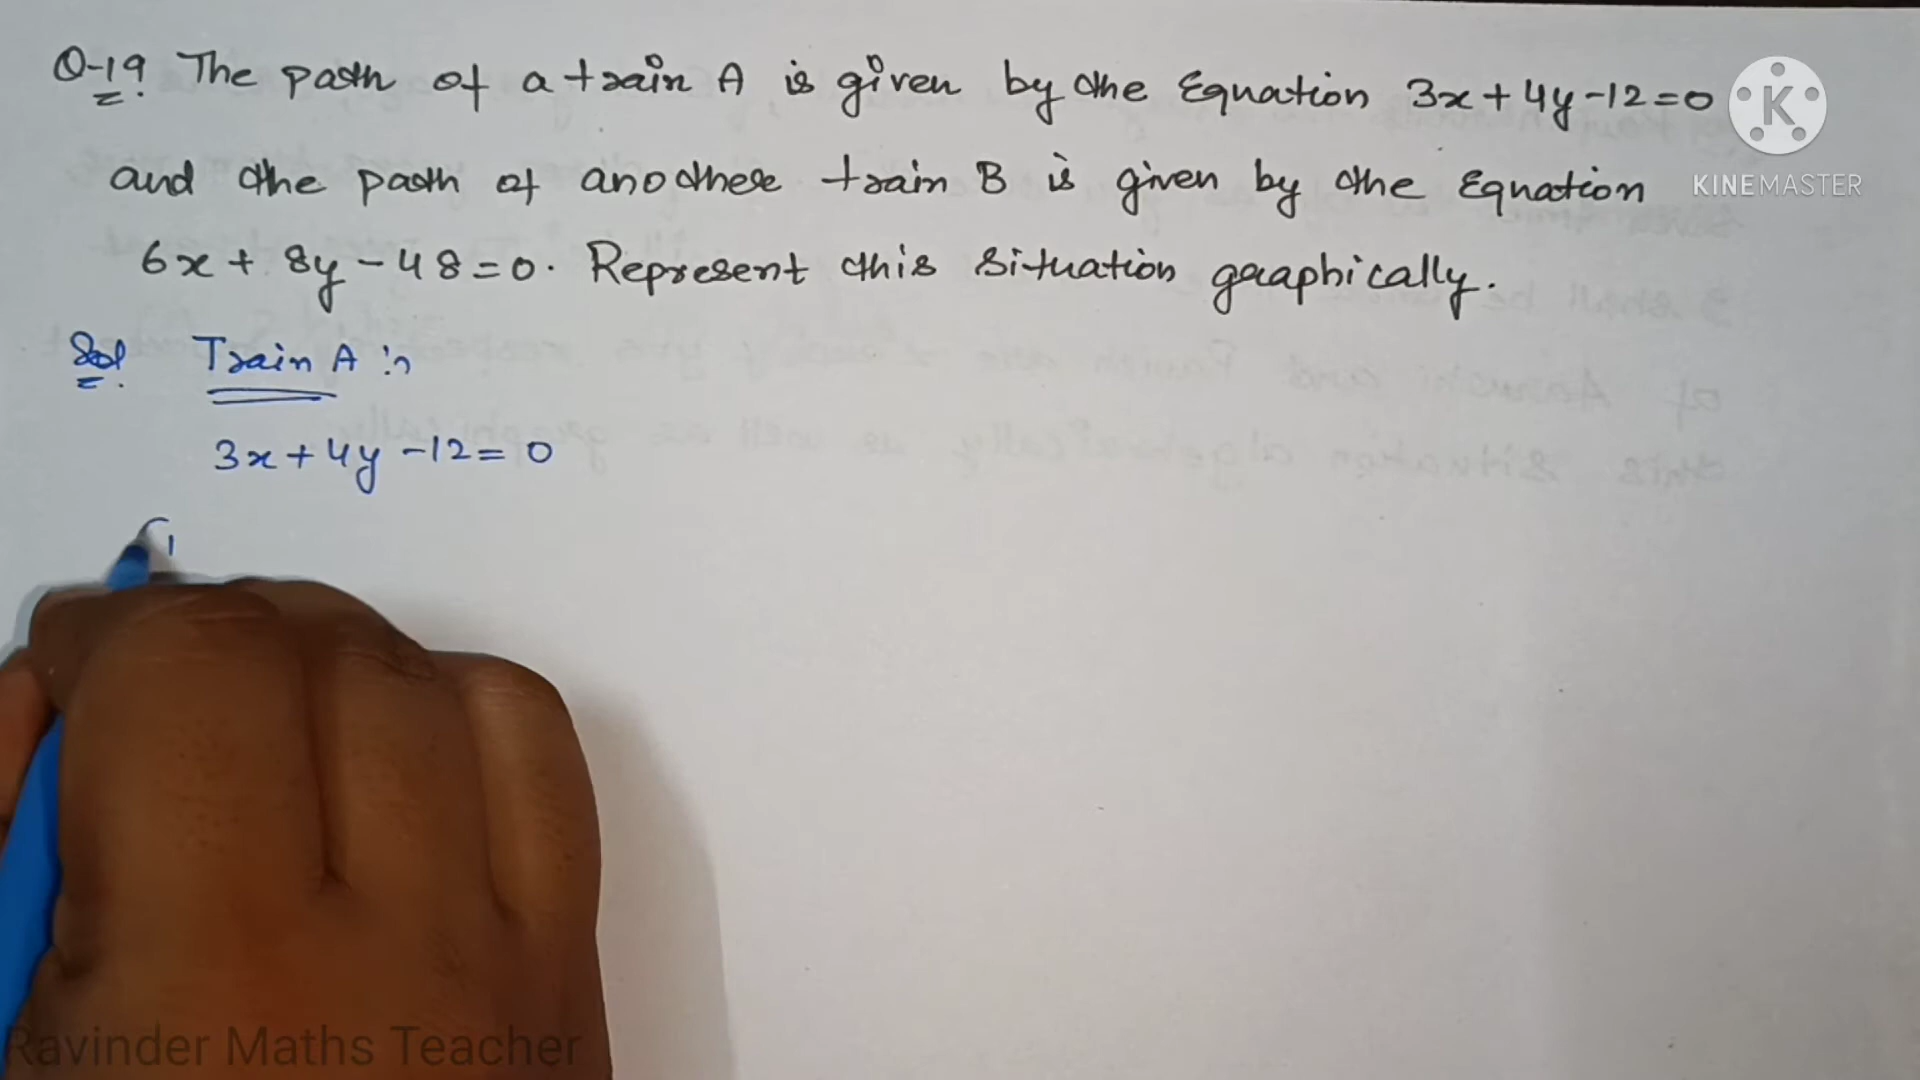 Q-19. The path of a train A is given by the Equation 3x + 4y - 12 = 0
K
KINEMASTER
and the path of another train B is given by the Equation
6x + 8y - 48 = 0. Represent this situation graphically.
Sol. Train A :→
3x + 4y - 12 = 0
Ravinder Maths Teacher